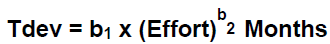 Tdev = b₁ x (Effort)^b₂ Months